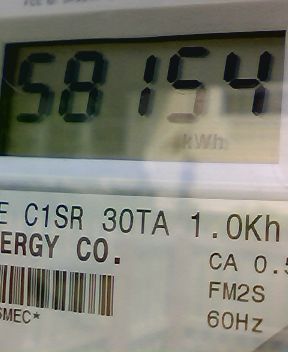 58154
kWh
E C1SR 30TA 1.0Kh
ERGY CO.
CA 0.5
FM2S
SMEC*
60Hz